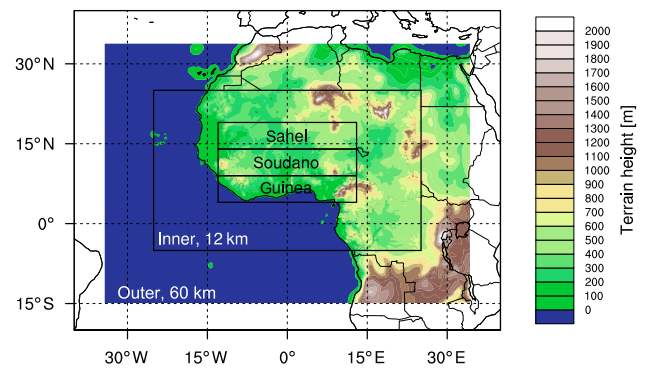 30°N
15°N
0°
15°S
30°W
15°W
0°
15°E
30°E
Sahel
Soudano
Guinea
Inner, 12 km
Outer, 60 km
2000
1900
1800
1700
1600
1500
1400
1300
1200
1100
1000
900
800
700
600
500
400
300
200
100
0
Terrain height [m]